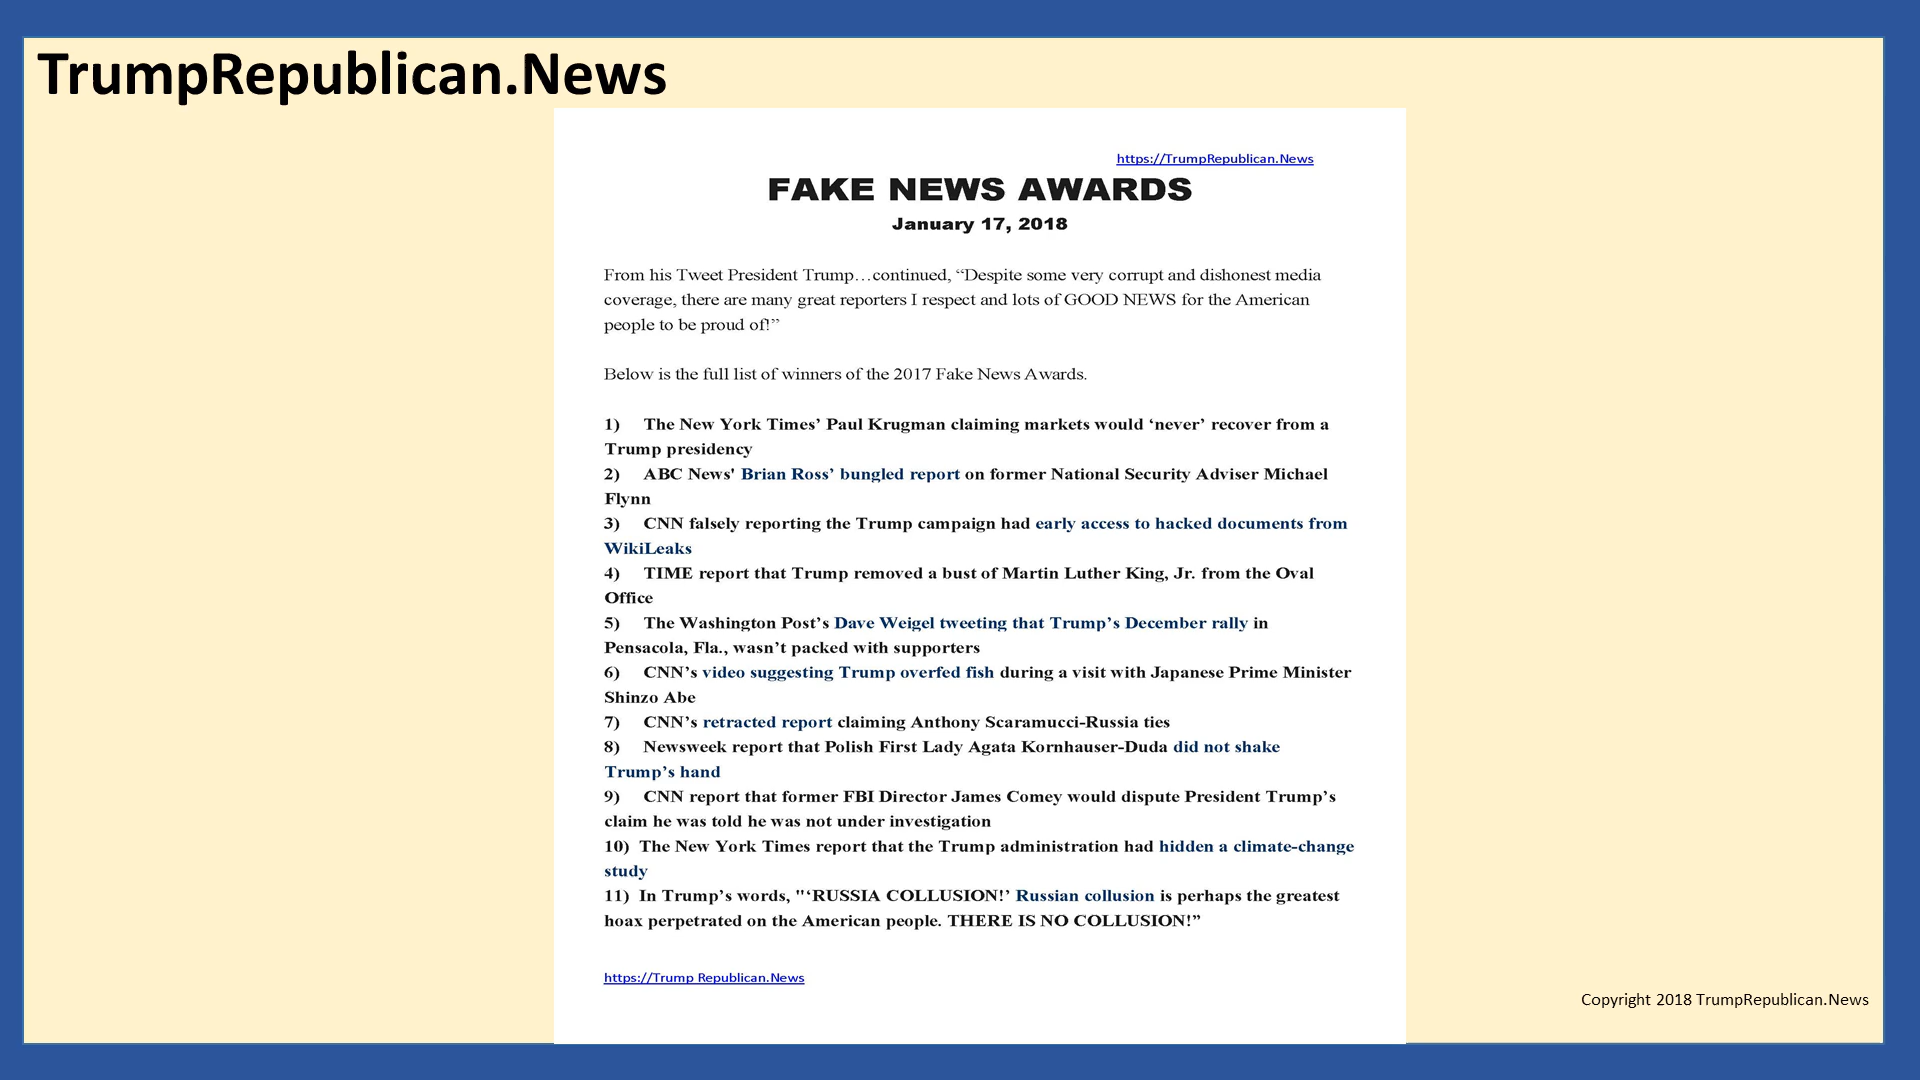 TrumpRepublican.News
https://TrumpRepublican.News
FAKE NEWS AWARDS
January 17, 2018
From his Tweet President Trump…continued, “Despite some very corrupt and dishonest media
coverage, there are many great reporters I respect and lots of GOOD NEWS for the American
people to be proud of!”
Below is the full list of winners of the 2017 Fake News Awards.
1) The New York Times’ Paul Krugman claiming markets would ‘never’ recover from a
Trump presidency
2) ABC News' Brian Ross’ bungled report on former National Security Adviser Michael
Flynn
3) CNN falsely reporting the Trump campaign had early access to hacked documents from
WikiLeaks
4) TIME report that Trump removed a bust of Martin Luther King, Jr. from the Oval
Office
5) The Washington Post’s Dave Weigel tweeting that Trump’s December rally in
Pensacola, Fla., wasn’t packed with supporters
6) CNN’s video suggesting Trump overfed fish during a visit with Japanese Prime Minister
Shinzo Abe
7) CNN’s retracted report claiming Anthony Scaramucci-Russia ties
8) Newsweek report that Polish First Lady Agata Kornhauser-Duda did not shake
Trump’s hand
9) CNN report that former FBI Director James Comey would dispute President Trump’s
claim he was told he was not under investigation
10) The New York Times report that the Trump administration had hidden a climate-change
study
11) In Trump’s words, "‘RUSSIA COLLUSION!’ Russian collusion is perhaps the greatest
hoax perpetrated on the American people. THERE IS NO COLLUSION!”
https://Trump Republican.News
Copyright 2018 TrumpRepublican.News